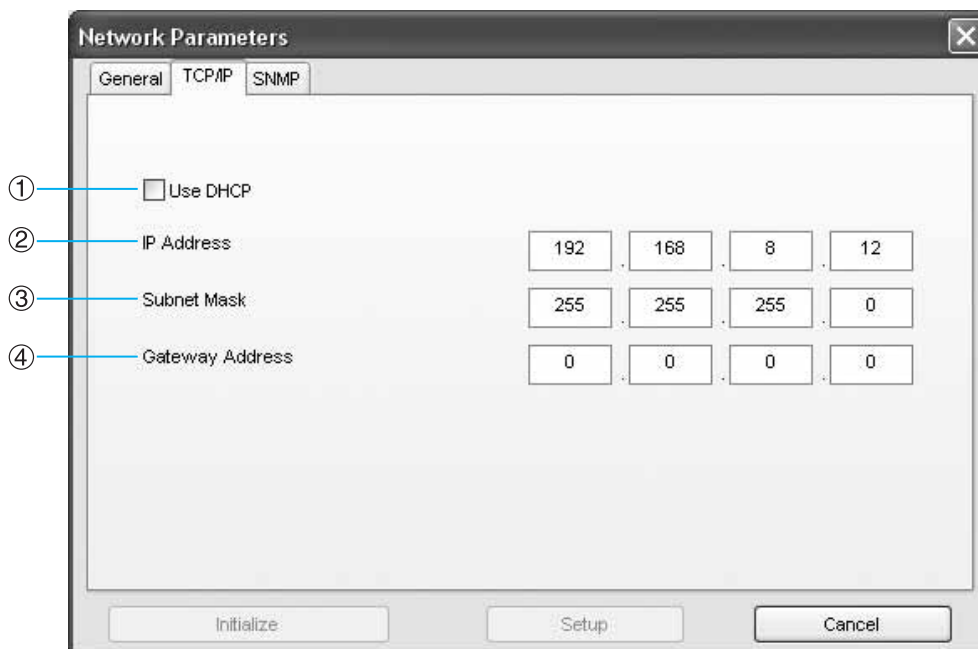 Network Parameters
General TCP/IP SNMP
① Use DHCP
② IP Address 192 . 168 . 8 . 12
③ Subnet Mask 255 . 255 . 255 . 0
④ Gateway Address 0 . 0 . 0 . 0
Initialize Setup Cancel